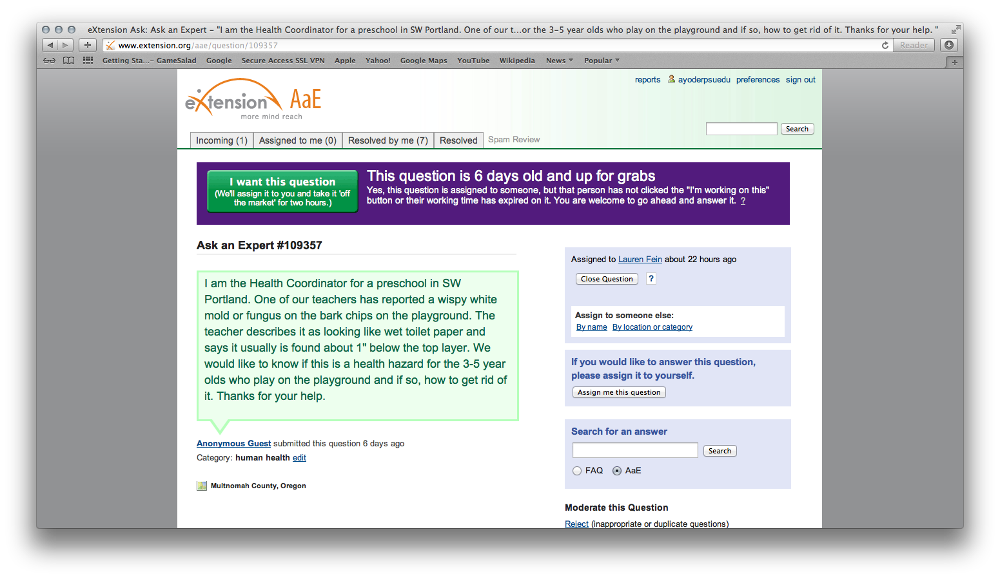 eXtension Ask: Ask an Expert – "I am the Health Coordinator for a preschool in SW Portland. One of our t...or the 3–5 year olds who play on the playground and if so, how to get rid of it. Thanks for your help. "
www.extension.org/aae/question/109357
Reader
Getting Sta...– GameSalad Google Secure Access SSL VPN Apple Yahoo! Google Maps YouTube Wikipedia News Popular
reports ayoderpsuedu preferences sign out
eXtension AaE
more mind reach
Search
Incoming (1) Assigned to me (0) Resolved by me (7) Resolved Spam Review
I want this question
(We'll assign it to you and take it 'off
the market' for two hours.)
This question is 6 days old and up for grabs
Yes, this question is assigned to someone, but that person has not clicked the "I'm working on this"
button or their working time has expired on it. You are welcome to go ahead and answer it. ?
Ask an Expert #109357
I am the Health Coordinator for a preschool in SW
Portland. One of our teachers has reported a wispy white
mold or fungus on the bark chips on the playground. The
teacher describes it as looking like wet toilet paper and
says it usually is found about 1" below the top layer. We
would like to know if this is a health hazard for the 3-5 year
olds who play on the playground and if so, how to get rid of
it. Thanks for your help.
Anonymous Guest submitted this question 6 days ago
Category: human health edit
Multnomah County, Oregon
Assigned to Lauren Fein about 22 hours ago
Close Question ?
Assign to someone else:
By name By location or category
If you would like to answer this question,
please assign it to yourself.
Assign me this question
Search for an answer
Search
FAQ AaE
Moderate this Question
Reject (inappropriate or duplicate questions)